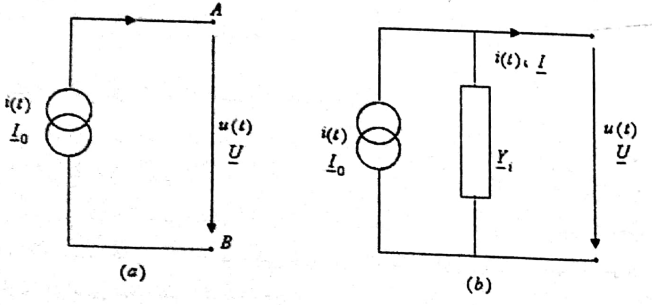 A
i(t)
I₀
u(t)
U
B
(a)
i(t), I
i(t)
I₀
Y_i
u(t)
U
(b)